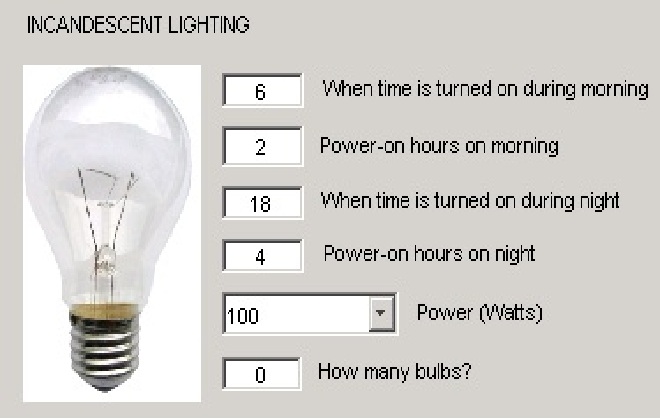 INCANDESCENT LIGHTING
6 When time is turned on during morning
2 Power-on hours on morning
18 When time is turned on during night
4 Power-on hours on night
100 Power (Watts)
0 How many bulbs?